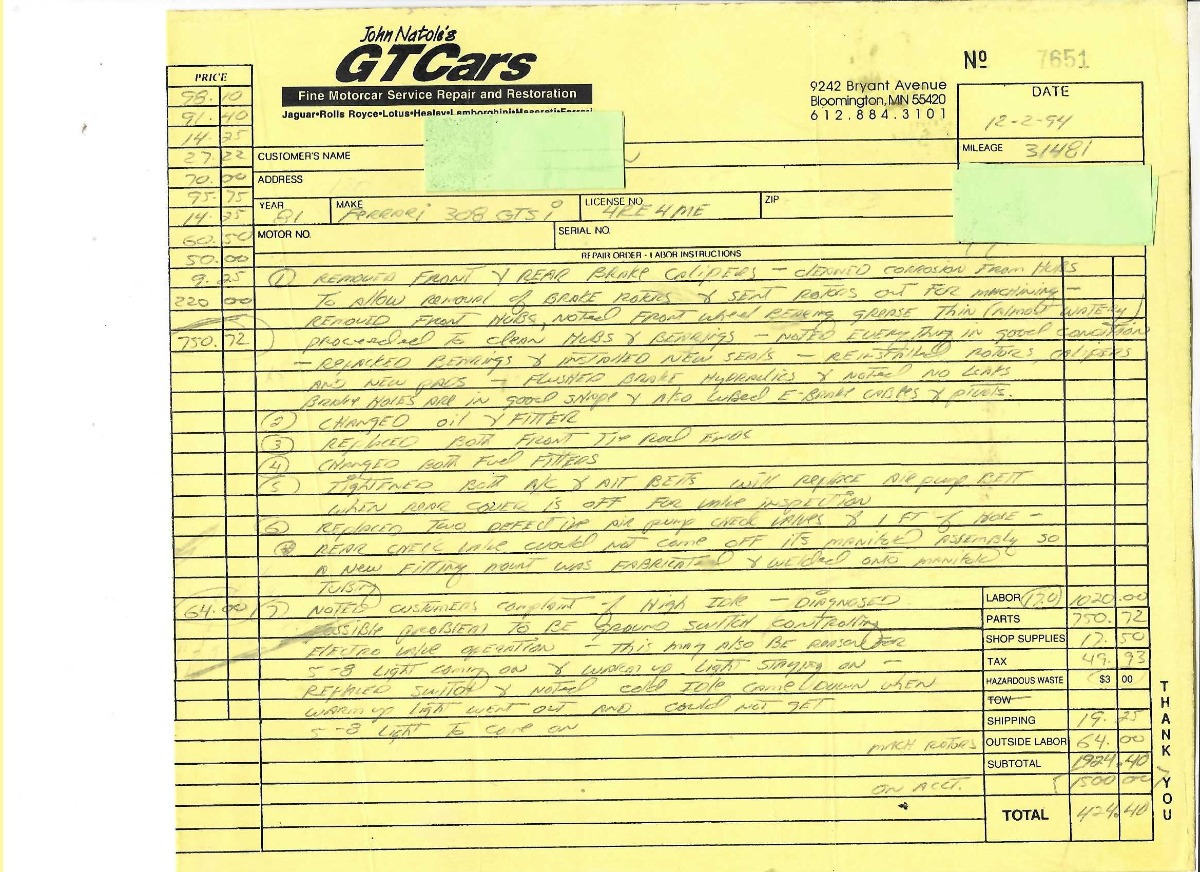 John Natole's
GTCars
Fine Motorcar Service Repair and Restoration
Jaguar•Rolls Royce•Lotus•Healey•Lamborghini•Maserati•Ferrari
9242 Bryant Avenue
Bloomington, MN 55420
612.884.3101
Nº 7651
DATE
12-2-94
MILEAGE 31481
PRICE
98.10
91.40
14.25
27.22
70.00
95.75
14.25
60.50
50.00
9.25
220 00
750.72
64.00
CUSTOMER'S NAME
ADDRESS
YEAR 81 MAKE Ferrari 308 GTSi LICENSE NO. 4RE4ME ZIP
MOTOR NO. SERIAL NO.
REPAIR ORDER - LABOR INSTRUCTIONS
① REMOVED FRONT & REAR BRAKE CALIPERS - CLEANED CORROSION FROM HUBS
TO ALLOW REMOVAL of BRAKE ROTORS & SENT ROTORS OUT FOR MACHINING -
REMOVED FRONT HUBS, NOTED FRONT WHEEL BEARING GREASE THIN (ALMOST WATERY)
PROCEEDED TO CLEAN HUBS & BEARINGS - NOTED EVERYTHING IN good CONDITION
- REPACKED BEARINGS & INSTALLED NEW SEALS - REINSTALLED ROTORS, CALIPERS
AND NEW PADS - FLUSHED BRAKE HYDRAULICS & NOTED NO LEAKS
BRAKE HOSES ARE IN good SHAPE & ALSO LUBED E-BRAKE CABLES & PIVOTS.
② CHANGED OIL & FILTER
③ REPLACED BOTH FRONT TIE ROD ENDS
④ CHANGED BOTH FUEL FILTERS
⑤ TIGHTENED BOTH A/C & ALT BELTS WILL REPLACE AIR PUMP BELT
WHEN REAR COVER IS OFF FOR VALVE INSPECTION
⑥ REPLACED TWO DEFECTIVE AIR PUMP CHECK VALVES & 1 FT of HOSE -
REAR CHECK VALVE WOULD NOT COME OFF ITS MANIFOLD ASSEMBLY SO
A NEW FITTING MOUNT WAS FABRICATED & WELDED ONTO MANIFOLD
TUBING
⑦ NOTED CUSTOMERS COMPLAINT of HIGH IDLE - DIAGNOSED
POSSIBLE PROBLEM TO BE GROUND SWITCH CONTROLLING
ELECTRO VALVE OPERATION - THIS MAY ALSO BE REASON FOR
5-8 LIGHT COMING ON & WARM UP LIGHT STAYING ON -
REPLACED SWITCH & NOTED COLD IDLE CAME DOWN WHEN
WARM UP LIGHT WENT OUT AND COULD NOT GET
5-8 LIGHT TO COME ON
LABOR (17.0) 1020.00
PARTS 750.72
SHOP SUPPLIES 17.50
TAX 49.93
HAZARDOUS WASTE $3 00
TOW
SHIPPING 19.25
MACH ROTORS OUTSIDE LABOR 64.00
SUBTOTAL 1924.40
ON ACCT. {1500 00}
TOTAL 424.40
THANK YOU